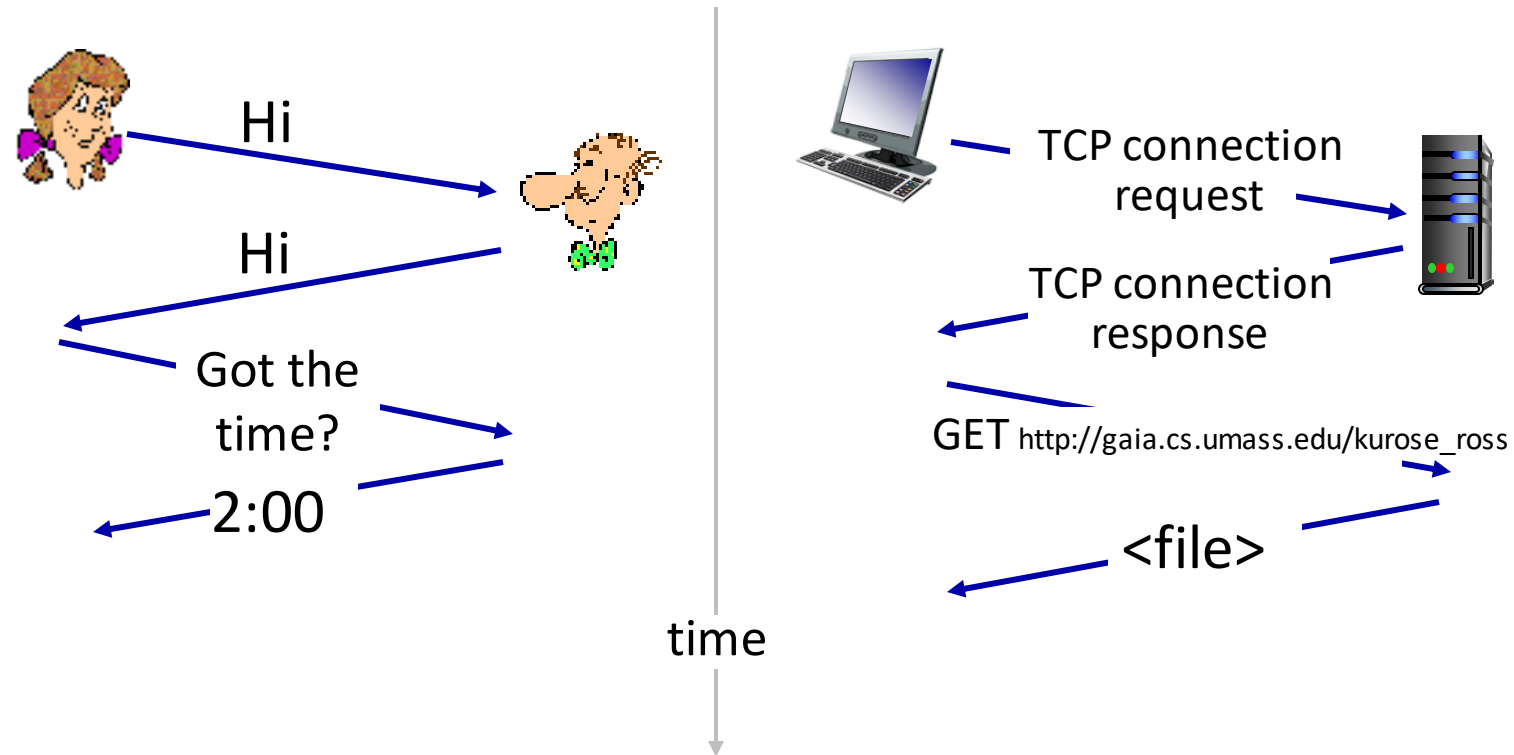 Hi
Hi
Got the
time?
2:00
TCP connection
request
TCP connection
response
GET http://gaia.cs.umass.edu/kurose_ross
<file>
time